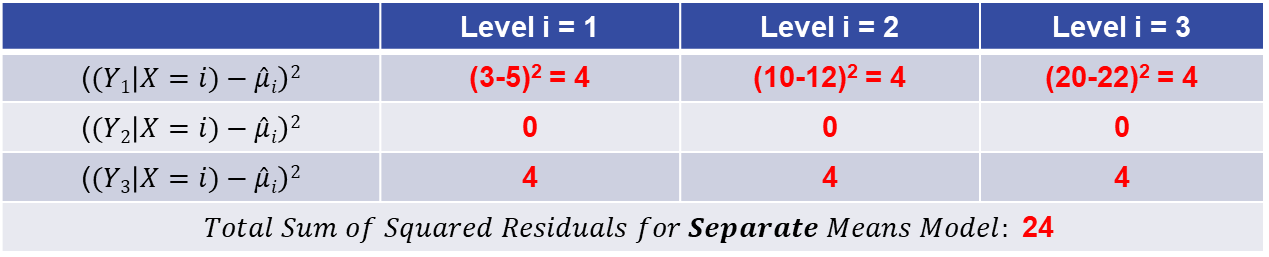 Level i = 1 Level i = 2 Level i = 3
((Y₁|X = i) − μ̂ᵢ)² (3-5)² = 4 (10-12)² = 4 (20-22)² = 4
((Y₂|X = i) − μ̂ᵢ)² 0 0 0
((Y₃|X = i) − μ̂ᵢ)² 4 4 4
Total Sum of Squared Residuals for Separate Means Model: 24